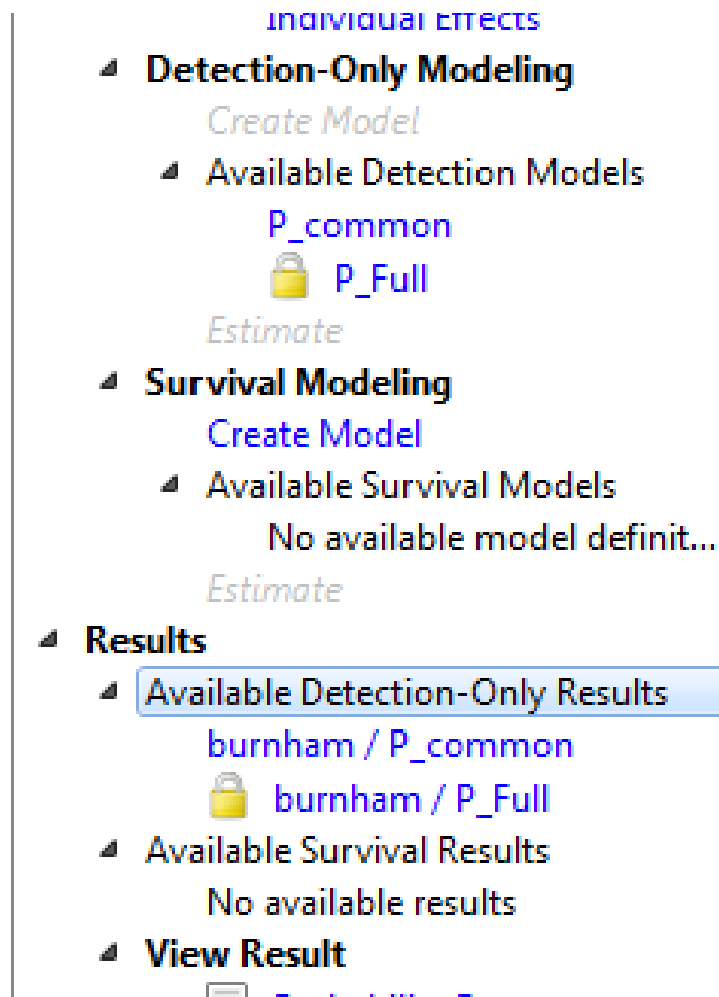 Individual Effects
Detection-Only Modeling
Create Model
Available Detection Models
P_common
P_Full
Estimate
Survival Modeling
Create Model
Available Survival Models
No available model definit...
Estimate
Results
Available Detection-Only Results
burnham / P_common
burnham / P_Full
Available Survival Results
No available results
View Result